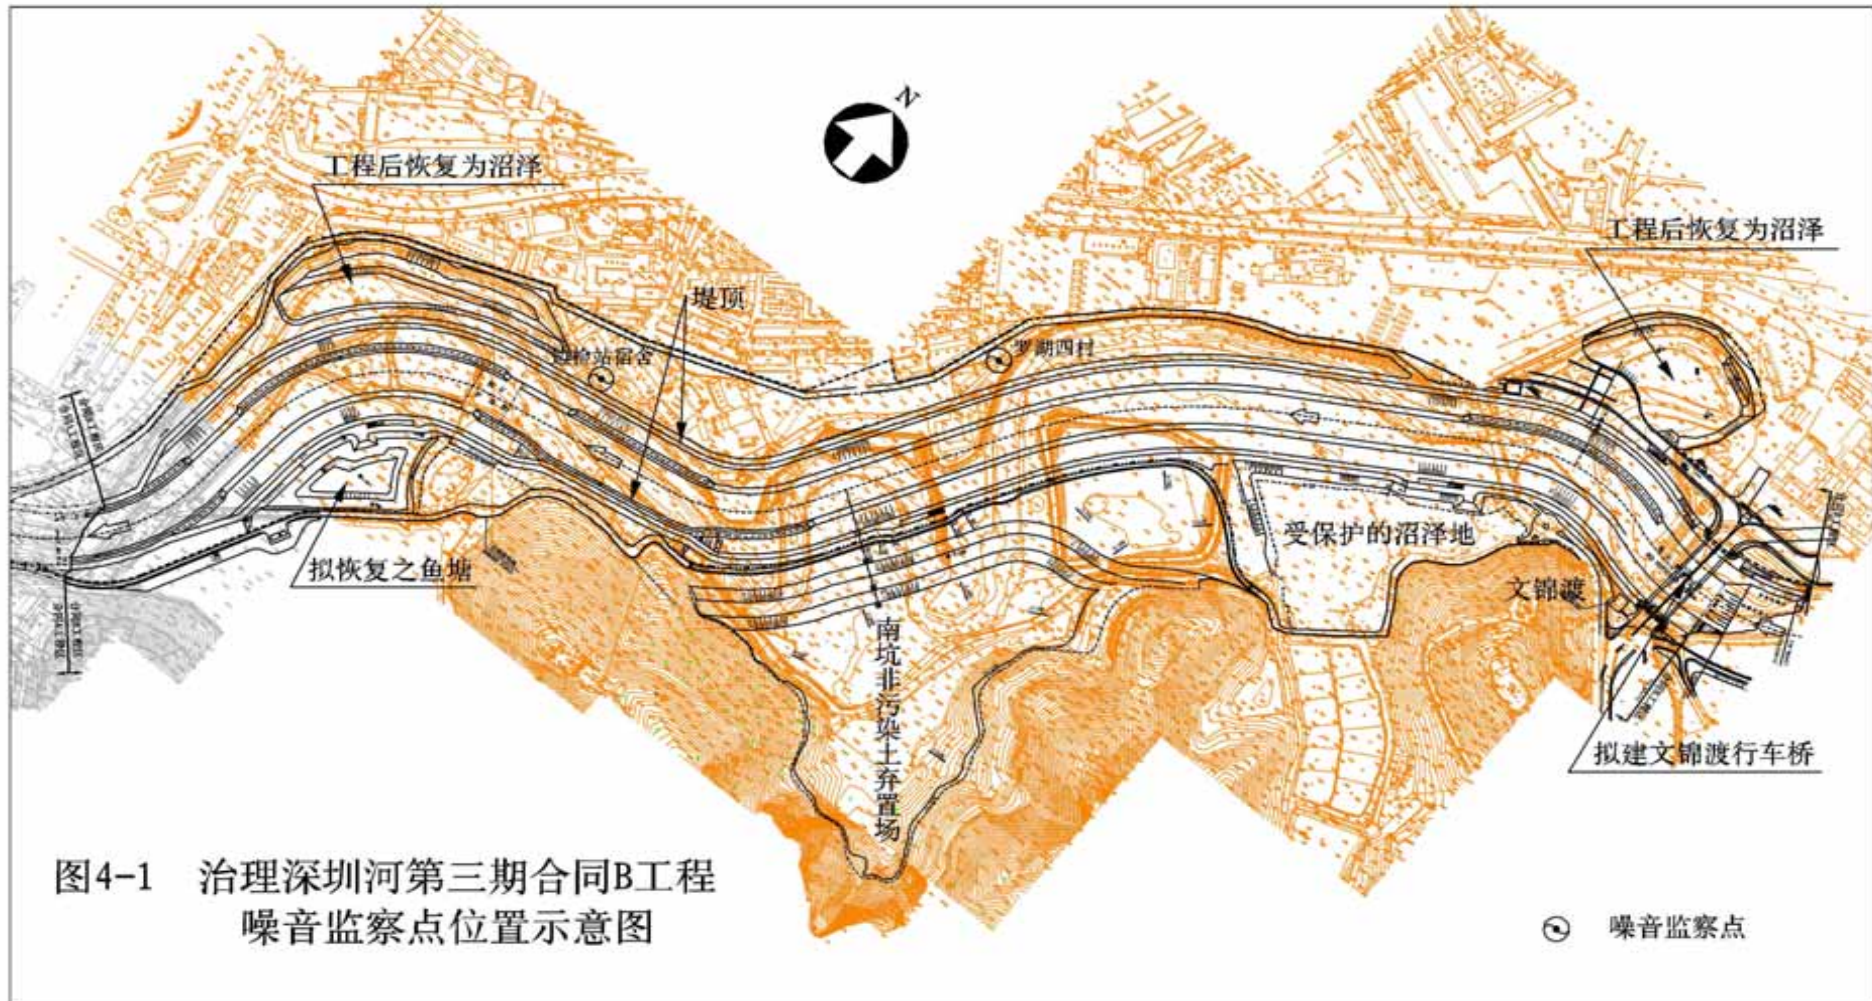 N
工程后恢复为沼泽
工程后恢复为沼泽
堤顶
检站宿舍
罗湖四村
受保护的沼泽地
拟恢复之鱼塘
文锦渡
南坑非污染土弃置场
拟建文锦渡行车桥
图4-1 治理深圳河第三期合同B工程
噪音监察点位置示意图
噪音监察点